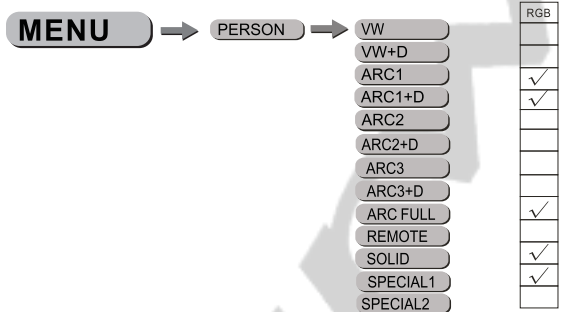 RGB
MENU
PERSON
VW
VW+D
ARC1
√
ARC1+D
√
ARC2
ARC2+D
ARC3
ARC3+D
ARC FULL
√
REMOTE
SOLID
√
SPECIAL1
√
SPECIAL2